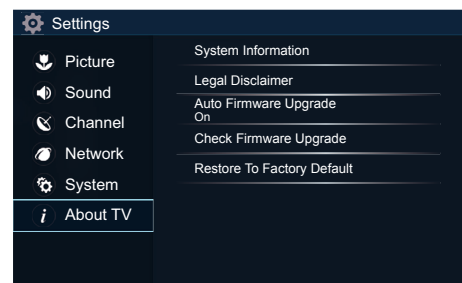 Settings
Picture
Sound
Channel
Network
System
i About TV
System Information
Legal Disclaimer
Auto Firmware Upgrade
On
Check Firmware Upgrade
Restore To Factory Default